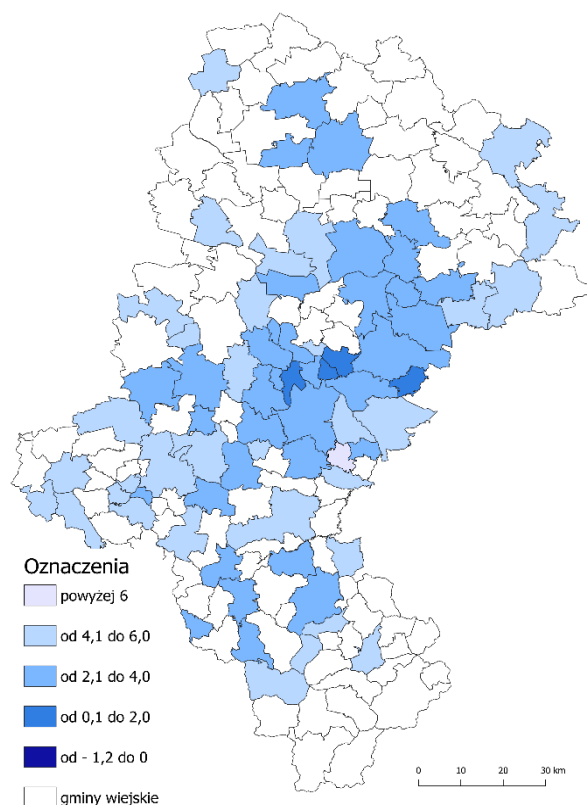 Oznaczenia
powyżej 6
od 4,1 do 6,0
od 2,1 do 4,0
od 0,1 do 2,0
od - 1,2 do 0
gminy wiejskie
0 10 20 30 km